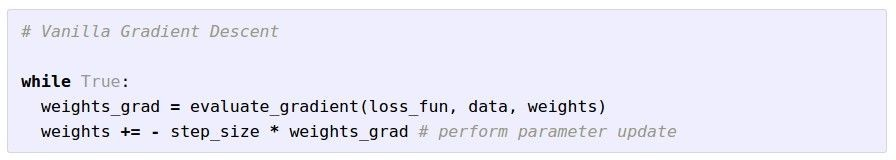 # Vanilla Gradient Descent
while True:
weights_grad = evaluate_gradient(loss_fun, data, weights)
weights += - step_size * weights_grad # perform parameter update